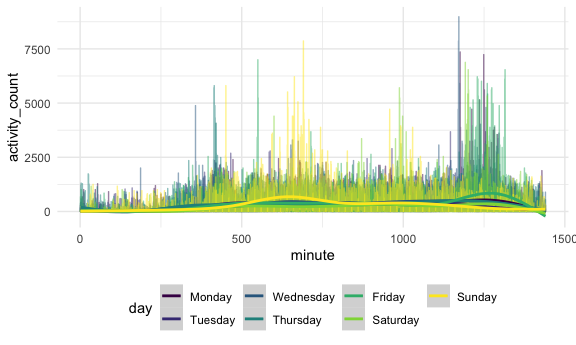 7500
5000
2500
0
activity_count
0 500 1000 1500
minute
day
Monday Wednesday Friday Sunday
Tuesday Thursday Saturday